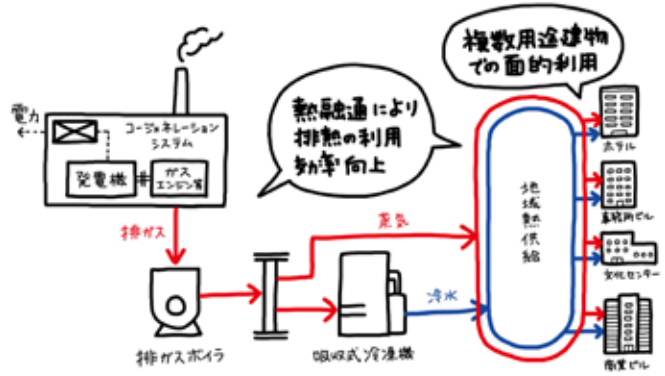 複数用途建物
での面的利用
熱融通により
排熱の利用
効率向上
電力
コージェネレーション
システム
発電機
ガス
エンジン等
排ガス
蒸気
冷水
排ガスボイラ
吸収式冷凍機
地域熱供給
ホテル
事務所ビル
文化センター
商業ビル